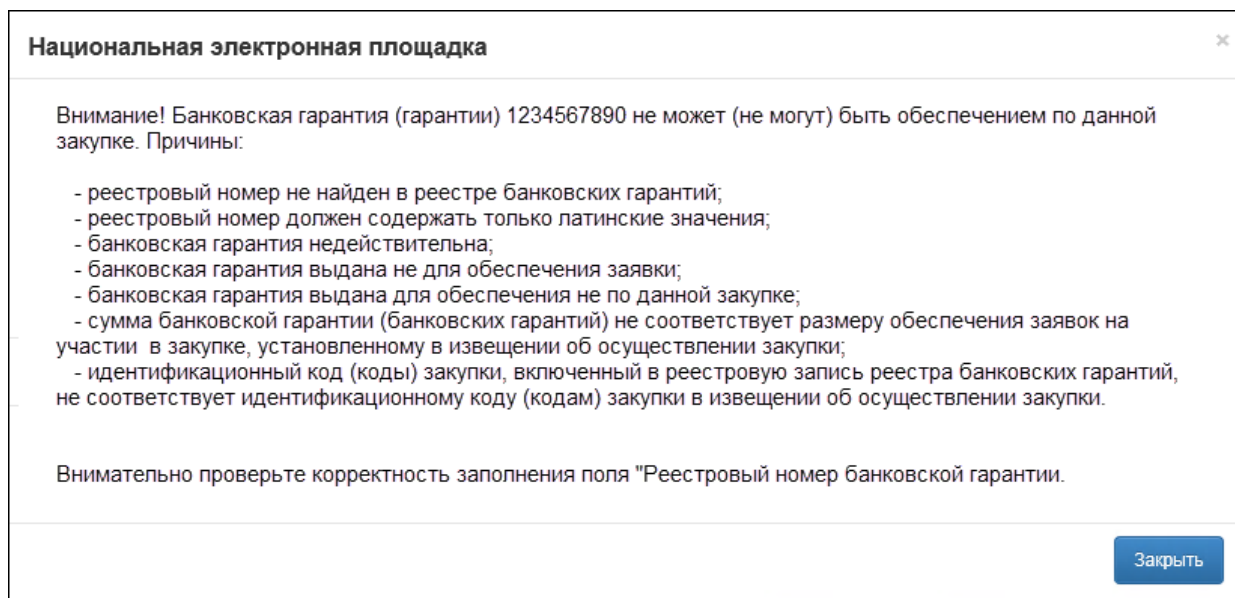 Национальная электронная площадка
×
Внимание! Банковская гарантия (гарантии) 1234567890 не может (не могут) быть обеспечением по данной
закупке. Причины:
- реестровый номер не найден в реестре банковских гарантий;
- реестровый номер должен содержать только латинские значения;
- банковская гарантия недействительна;
- банковская гарантия выдана не для обеспечения заявки;
- банковская гарантия выдана для обеспечения не по данной закупке;
- сумма банковской гарантии (банковских гарантий) не соответствует размеру обеспечения заявок на
участии в закупке, установленному в извещении об осуществлении закупки;
- идентификационный код (коды) закупки, включенный в реестровую запись реестра банковских гарантий,
не соответствует идентификационному коду (кодам) закупки в извещении об осуществлении закупки.
Внимательно проверьте корректность заполнения поля "Реестровый номер банковской гарантии.
Закрыть